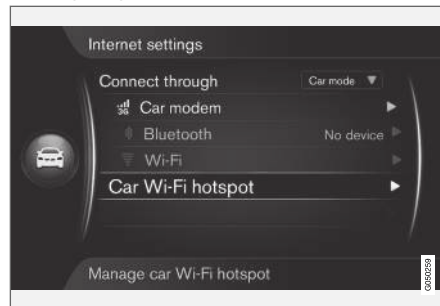 Internet settings
Connect through Car mode
3G Car modem
Bluetooth No device
Wi-Fi
Car Wi-Fi hotspot
Manage car Wi-Fi hotspot
G050259